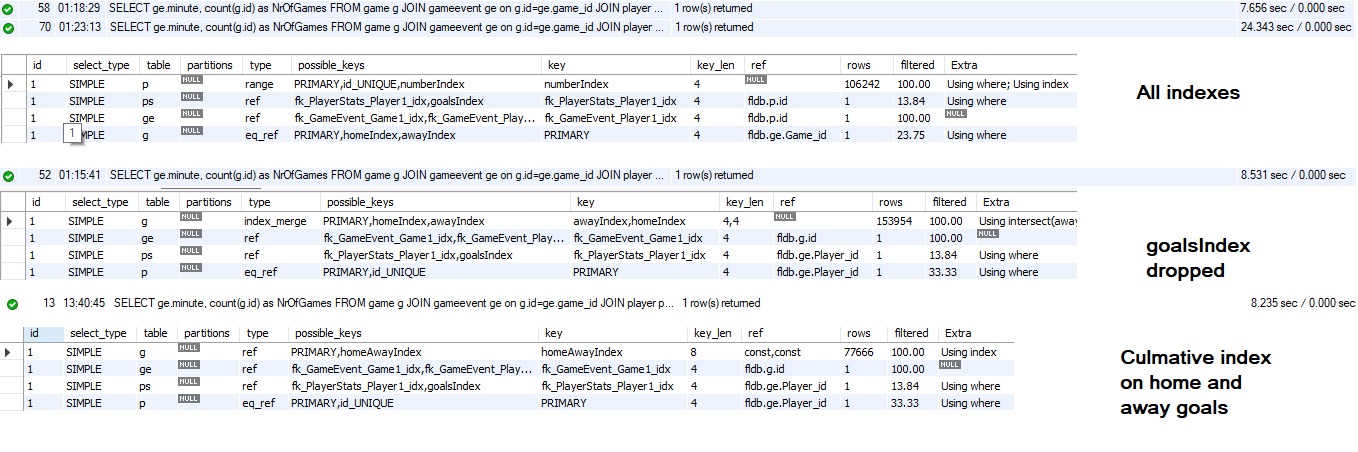 58 01:18:29 SELECT ge.minute, count(g.id) as NrOfGames FROM game g JOIN gameevent ge on g.id=ge.game_id JOIN player ... 1 row(s) returned 7.656 sec / 0.000 sec
70 01:23:13 SELECT ge.minute, count(g.id) as NrOfGames FROM game g JOIN gameevent ge on g.id=ge.game_id JOIN player ... 1 row(s) returned 24.343 sec / 0.000 sec
id select_type table partitions type possible_keys key key_len ref rows filtered Extra
1 SIMPLE p NULL range PRIMARY,id_UNIQUE,numberIndex numberIndex 4 NULL 106242 100.00 Using where; Using index
1 SIMPLE ps NULL ref fk_PlayerStats_Player1_idx,goalsIndex fk_PlayerStats_Player1_idx 4 fldb.p.id 1 13.84 Using where
1 SIMPLE ge NULL ref fk_GameEvent_Game1_idx,fk_GameEvent_Play... fk_GameEvent_Player1_idx 4 fldb.p.id 1 100.00 NULL
1 SIMPLE g NULL eq_ref PRIMARY,homeIndex,awayIndex PRIMARY 4 fldb.ge.Game_id 1 23.75 Using where
1
All indexes
52 01:15:41 SELECT ge.minute, count(g.id) as NrOfGames FROM game g JOIN gameevent ge on g.id=ge.game_id JOIN player ... 1 row(s) returned 8.531 sec / 0.000 sec
id select_type table partitions type possible_keys key key_len ref rows filtered Extra
1 SIMPLE g NULL index_merge PRIMARY,homeIndex,awayIndex awayIndex,homeIndex 4,4 NULL 153954 100.00 Using intersect(away
1 SIMPLE ge NULL ref fk_GameEvent_Game1_idx,fk_GameEvent_Play... fk_GameEvent_Game1_idx 4 fldb.g.id 1 100.00 NULL
1 SIMPLE ps NULL ref fk_PlayerStats_Player1_idx,goalsIndex fk_PlayerStats_Player1_idx 4 fldb.ge.Player_id 1 13.84 Using where
1 SIMPLE p NULL eq_ref PRIMARY,id_UNIQUE PRIMARY 4 fldb.ge.Player_id 1 33.33 Using where
goalsIndex
dropped
13 13:40:45 SELECT ge.minute, count(g.id) as NrOfGames FROM game g JOIN gameevent ge on g.id=ge.game_id JOIN player p... 1 row(s) returned 8.235 sec / 0.000 sec
id select_type table partitions type possible_keys key key_len ref rows filtered Extra
1 SIMPLE g NULL ref PRIMARY,homeAwayIndex homeAwayIndex 8 const,const 77666 100.00 Using index
1 SIMPLE ge NULL ref fk_GameEvent_Game1_idx,fk_GameEvent_Play... fk_GameEvent_Game1_idx 4 fldb.g.id 1 100.00 NULL
1 SIMPLE ps NULL ref fk_PlayerStats_Player1_idx,goalsIndex fk_PlayerStats_Player1_idx 4 fldb.ge.Player_id 1 13.84 Using where
1 SIMPLE p NULL eq_ref PRIMARY,id_UNIQUE PRIMARY 4 fldb.ge.Player_id 1 33.33 Using where
Culmative index
on home and
away goals